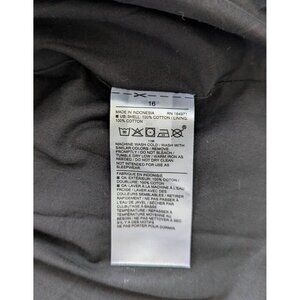 16
MADE IN INDONESIA RN 164971
US: SHELL: 100% COTTON / LINING:
100% COTTON
MACHINE WASH COLD / WASH WITH
SIMILAR COLORS / REMOVE
PROMPTLY / DO NOT BLEACH /
TUMBLE DRY LOW / WARM IRON AS
NEEDED / DO NOT DRY CLEAN
NOT INTENDED FOR USE AS
SLEEPWEAR
FABRIQUÉ EN INDONÉSIE
CA: EXTÉRIEUR: 100% COTON /
DOUBLURE: 100% COTON
CA LAVER À LA MACHINE À L'EAU
FROIDE / LAVER AVEC DES
COULEURS SEMBLABLES / RETIRER
RAPIDEMENT / NE PAS PASSER À
L'EAU DE JAVEL / SÉCHER PAR
CULBUTAGE À BASSE
TEMPÉRATURE / REPASSER À
TEMPÉRATURE MOYENNE AU
BESOIN / NE PAS NETTOYER À SEC
NE PAS PORTER POUR DORMIR